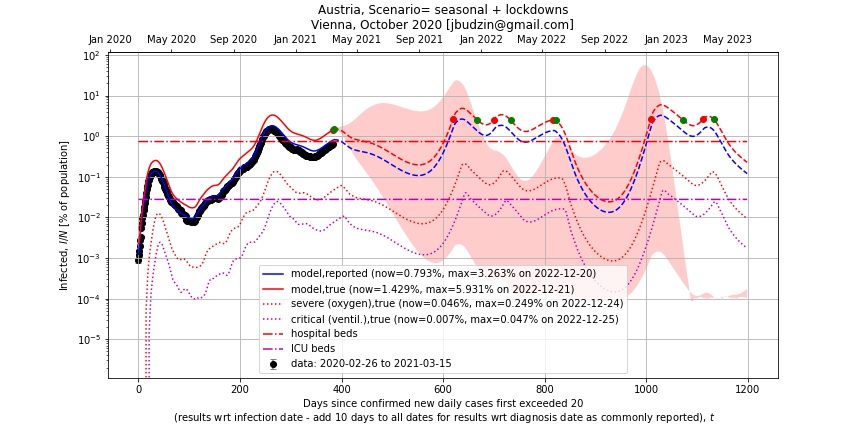 Austria, Scenario= seasonal + lockdowns
Vienna, October 2020 [jbudzin@gmail.com]
Jan 2020 May 2020 Sep 2020 Jan 2021 May 2021 Sep 2021 Jan 2022 May 2022 Sep 2022 Jan 2023 May 2023
10²
10¹
10⁰
10⁻¹
10⁻²
10⁻³
10⁻⁴
10⁻⁵
Infected, I/N [% of population]
model,reported (now=0.793%, max=3.263% on 2022-12-20)
model,true (now=1.429%, max=5.931% on 2022-12-21)
severe (oxygen),true (now=0.046%, max=0.249% on 2022-12-24)
critical (ventil.),true (now=0.007%, max=0.047% on 2022-12-25)
hospital beds
ICU beds
data: 2020-02-26 to 2021-03-15
0 200 400 600 800 1000 1200
Days since confirmed new daily cases first exceeded 20
(results wrt infection date - add 10 days to all dates for results wrt diagnosis date as commonly reported), t